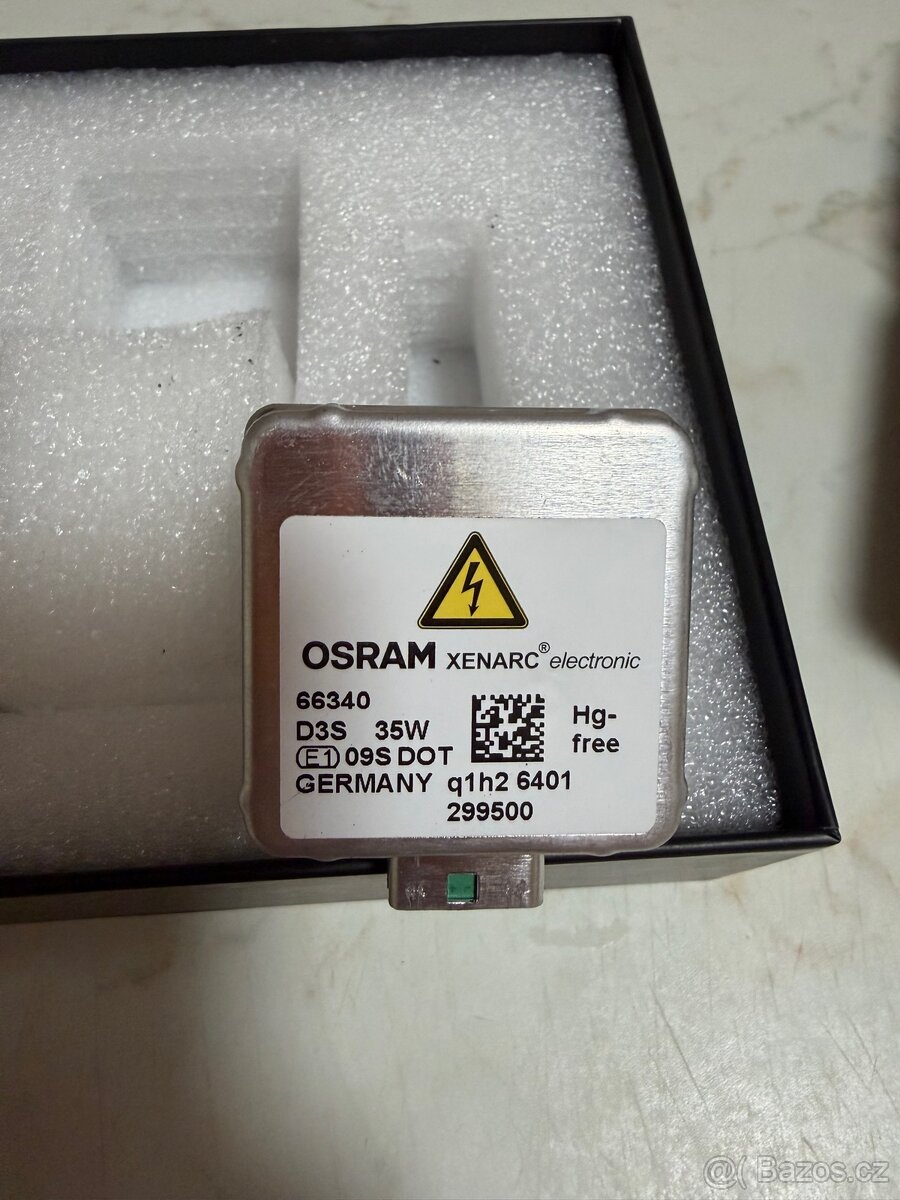 OSRAM XENARC® electronic
66340
D3S 35W
Hg-
free
E1 09S DOT
GERMANY q1h2 6401
299500
@( Bazos.cz